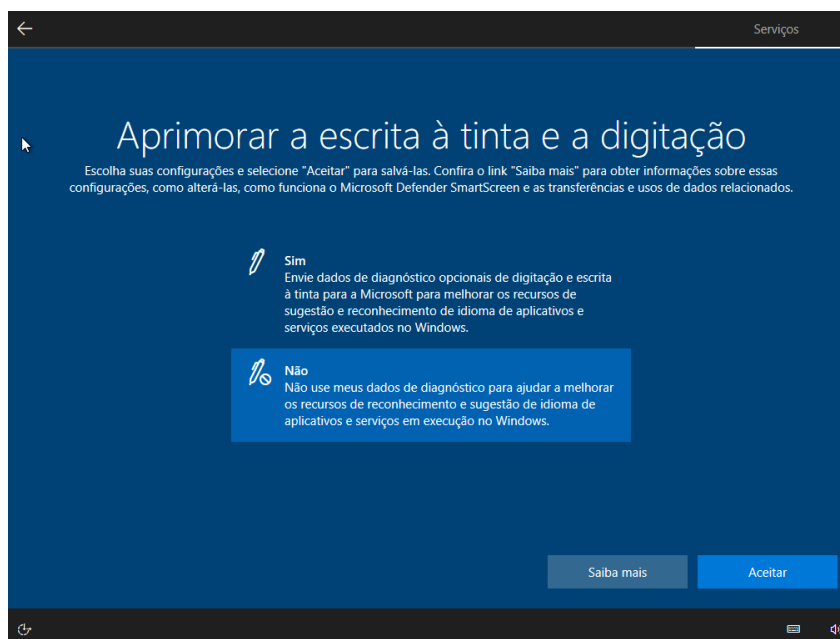 Serviços
Aprimorar a escrita à tinta e a digitação
Escolha suas configurações e selecione "Aceitar" para salvá-las. Confira o link "Saiba mais" para obter informações sobre essas
configurações, como alterá-las, como funciona o Microsoft Defender SmartScreen e as transferências e usos de dados relacionados.
Sim
Envie dados de diagnóstico opcionais de digitação e escrita
à tinta para a Microsoft para melhorar os recursos de
sugestão e reconhecimento de idioma de aplicativos e
serviços executados no Windows.
Não
Não use meus dados de diagnóstico para ajudar a melhorar
os recursos de reconhecimento e sugestão de idioma de
aplicativos e serviços em execução no Windows.
Saiba mais
Aceitar